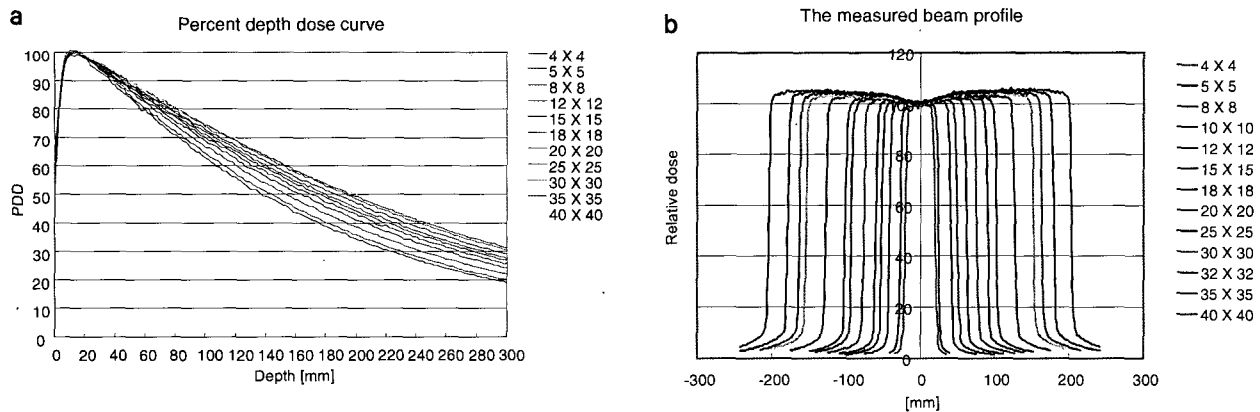 a
Percent depth dose curve
PDD
100
90
80
70
60
50
40
30
20
10
0
0 20 40 60 80 100 120 140 160 180 200 220 240 260 280 300
Depth [mm]
4 X 4
5 X 5
8 X 8
12 X 12
15 X 15
18 X 18
20 X 20
25 X 25
30 X 30
35 X 35
40 X 40
b
The measured beam profile
Relative dose
120
100
80
60
40
20
0
-300 -200 -100 0 100 200 300
[mm]
4 X 4
5 X 5
8 X 8
10 X 10
12 X 12
15 X 15
18 X 18
20 X 20
25 X 25
30 X 30
32 X 32
35 X 35
40 X 40